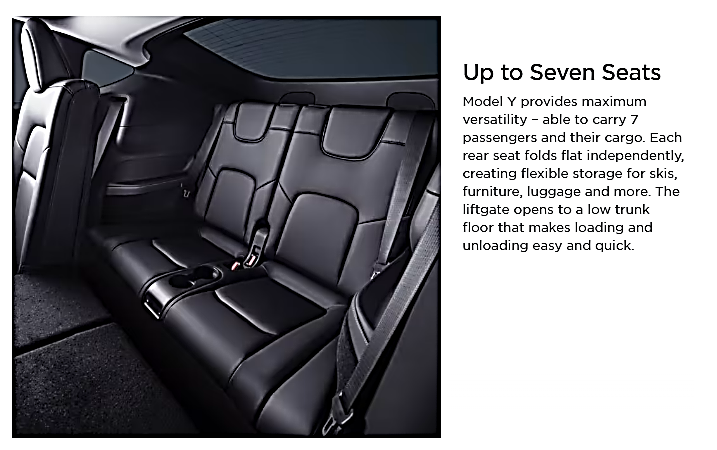 Up to Seven Seats
Model Y provides maximum
versatility – able to carry 7
passengers and their cargo. Each
rear seat folds flat independently,
creating flexible storage for skis,
furniture, luggage and more. The
liftgate opens to a low trunk
floor that makes loading and
unloading easy and quick.